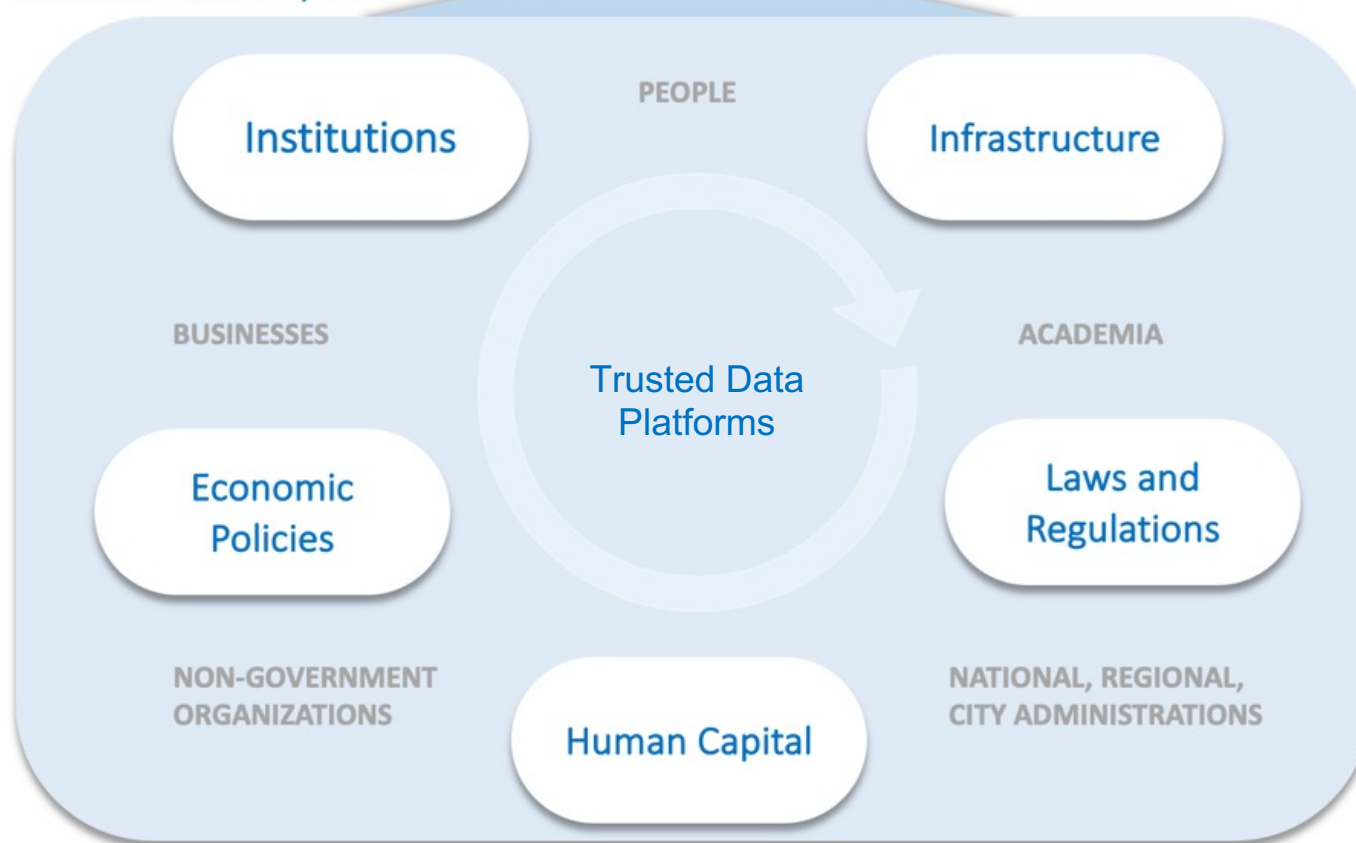 PEOPLE
Institutions
Infrastructure
BUSINESSES
ACADEMIA
Trusted Data
Platforms
Economic
Policies
Laws and
Regulations
NON-GOVERNMENT
ORGANIZATIONS
NATIONAL, REGIONAL,
CITY ADMINISTRATIONS
Human Capital